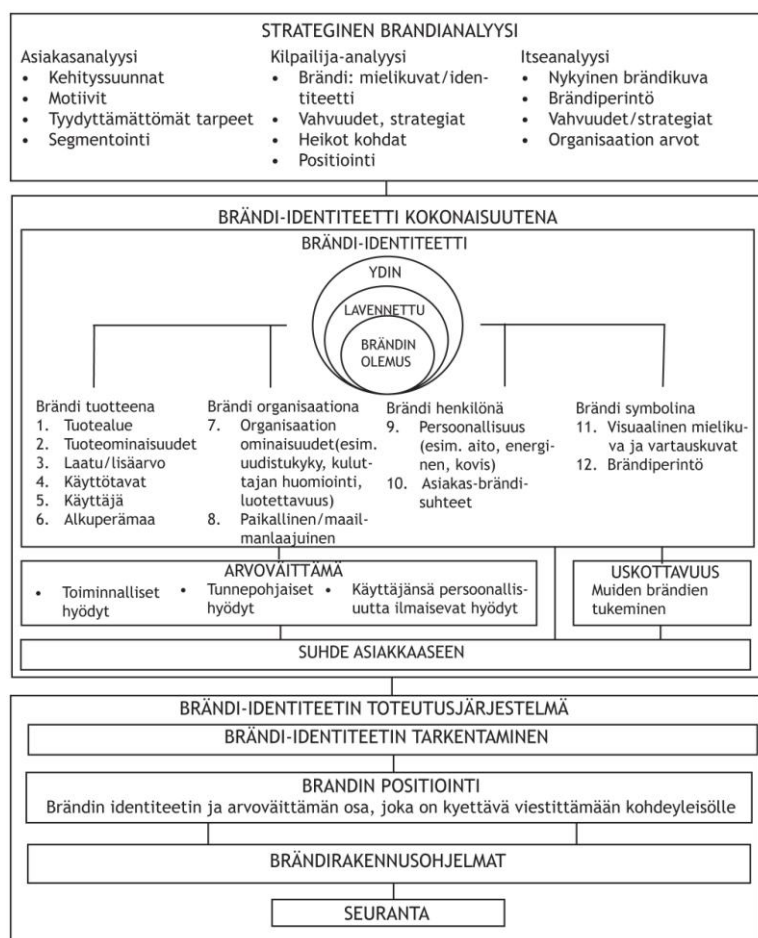 STRATEGINEN BRANDIANALYYSI
Asiakasanalyysi
• Kehityssuunnat
• Motiivit
• Tyydyttämättömät tarpeet
• Segmentointi
Kilpailija-analyysi
• Brändi: mielikuvat/iden-
titeetti
• Vahvuudet, strategiat
• Heikot kohdat
• Positiointi
Itseanalyysi
• Nykyinen brändikuva
• Brändiperintö
• Vahvuudet/strategiat
• Organisaation arvot
BRÄNDI-IDENTITEETTI KOKONAISUUTENA
BRÄNDI-IDENTITEETTI
YDIN
LAVENNETTU
BRÄNDIN
OLEMUS
Brändi tuotteena
1. Tuotealue
2. Tuoteominaisuudet
3. Laatu/lisäarvo
4. Käyttötavat
5. Käyttäjä
6. Alkuperämaa
Brändi organisaationa
7. Organisaation
ominaisuudet(esim.
uudistukyky, kulut-
tajan huomiointi,
luotettavuus)
8. Paikallinen/maail-
manlaajuinen
Brändi henkilönä
9. Persoonallisuus
(esim. aito, energi-
nen, kovis)
10. Asiakas-brändi-
suhteet
Brändi symbolina
11. Visuaalinen mieliku-
va ja vartauskuvat
12. Brändiperintö
ARVOVÄITTÄMÄ
• Toiminnalliset
hyödyt
• Tunnepohjaiset
hyödyt
• Käyttäjänsä persoonallis-
uutta ilmaisevat hyödyt
USKOTTAVUUS
Muiden brändien
tukeminen
SUHDE ASIAKKAASEEN
BRÄNDI-IDENTITEETIN TOTEUTUSJÄRJESTELMÄ
BRÄNDI-IDENTITEETIN TARKENTAMINEN
BRANDIN POSITIOINTI
Brändin identiteetin ja arvoväittämän osa, joka on kyettävä viestittämään kohdeyleisölle
BRÄNDIRAKENNUSOHJELMAT
SEURANTA